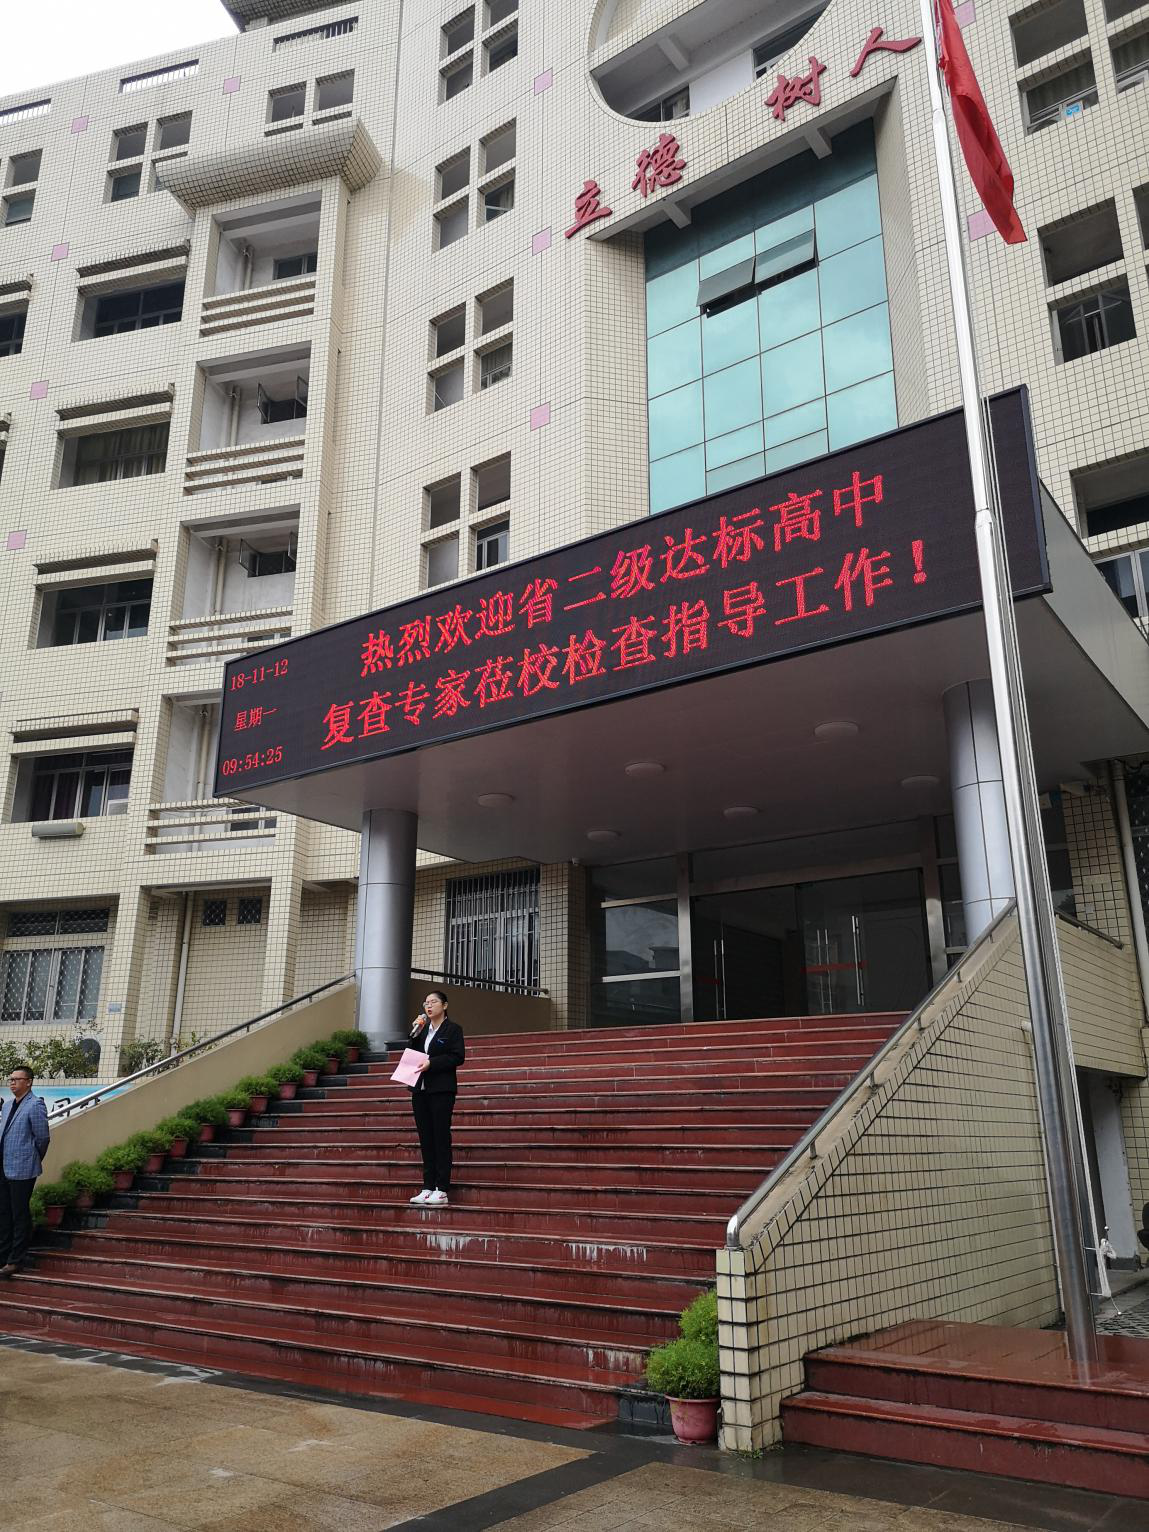 立德树人
热烈欢迎省二级达标高中
复查专家莅校检查指导工作！
18-11-12
星期一
09:54:25